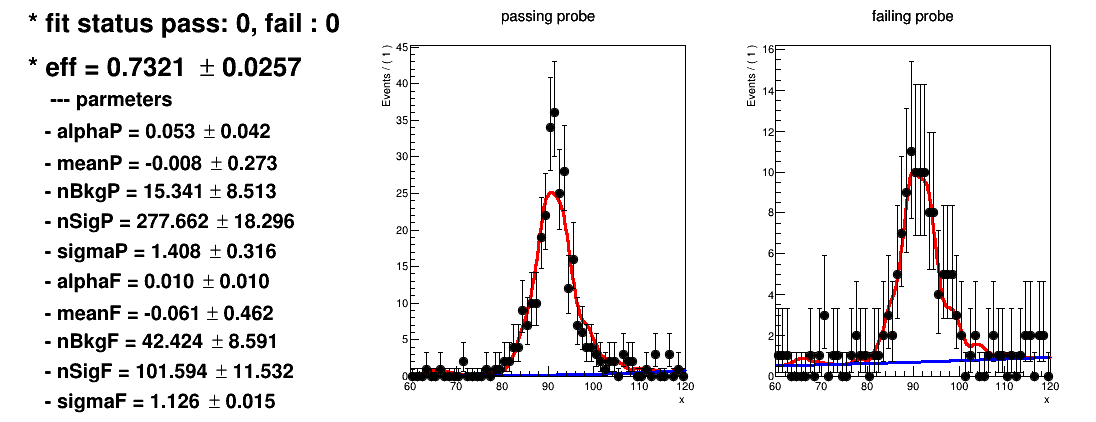 * fit status pass: 0, fail : 0
* eff = 0.7321 ± 0.0257
--- parmeters
- alphaP = 0.053 ± 0.042
- meanP = -0.008 ± 0.273
- nBkgP = 15.341 ± 8.513
- nSigP = 277.662 ± 18.296
- sigmaP = 1.408 ± 0.316
- alphaF = 0.010 ± 0.010
- meanF = -0.061 ± 0.462
- nBkgF = 42.424 ± 8.591
- nSigF = 101.594 ± 11.532
- sigmaF = 1.126 ± 0.015
passing probe
Events / ( 1 )
45
40
35
30
25
20
15
10
5
0
60 70 80 90 100 110 120
x
failing probe
Events / ( 1 )
16
14
12
10
8
6
4
2
0
60 70 80 90 100 110 120
x